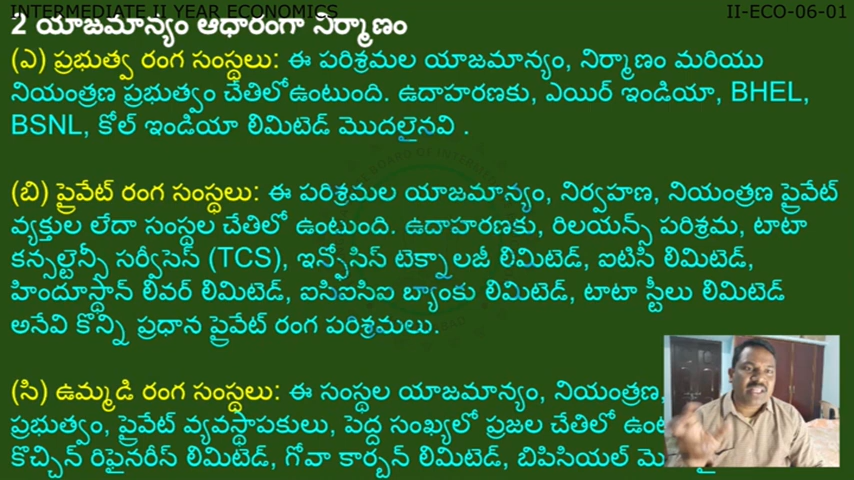 INTERMEDIATE II YEAR ECONOMICS
II-ECO-06-01
2 యాజమాన్యం ఆధారంగా నిర్మాణం
(ఎ) ప్రభుత్వ రంగ సంస్థలు: ఈ పరిశ్రమల యాజమాన్యం, నిర్మాణం మరియు
నియంత్రణ ప్రభుత్వం చేతిలోఉంటుంది. ఉదాహరణకు, ఎయిర్ ఇండియా, BHEL,
BSNL, కోల్ ఇండియా లిమిటెడ్ మొదలైనవి .
(బి) ప్రైవేట్ రంగ సంస్థలు: ఈ పరిశ్రమల యాజమాన్యం, నిర్వహణ, నియంత్రణ ప్రైవేట్
వ్యక్తుల లేదా సంస్థల చేతిలో ఉంటుంది. ఉదాహరణకు, రిలయన్స్ పరిశ్రమ, టాటా
కన్సల్టెన్సీ సర్వీసెస్ (TCS), ఇన్ఫోసిస్ టెక్నాలజీ లిమిటెడ్, ఐటిసి లిమిటెడ్,
హిందూస్థాన్ లివర్ లిమిటెడ్, ఐసిఐసిఐ బ్యాంకు లిమిటెడ్, టాటా స్టీలు లిమిటెడ్
అనేవి కొన్ని ప్రధాన ప్రైవేట్ రంగ పరిశ్రమలు.
(సి) ఉమ్మడి రంగ సంస్థలు: ఈ సంస్థల యాజమాన్యం, నియంత్రణ,
ప్రభుత్వం, ప్రైవేట్ వ్యవస్థాపకులు, పెద్ద సంఖ్యలో ప్రజల చేతిలో
కొచ్చిన్ రిఫైనరీస్ లిమిటెడ్, గోవా కార్బన్ లిమిటెడ్, బిపిసియల్